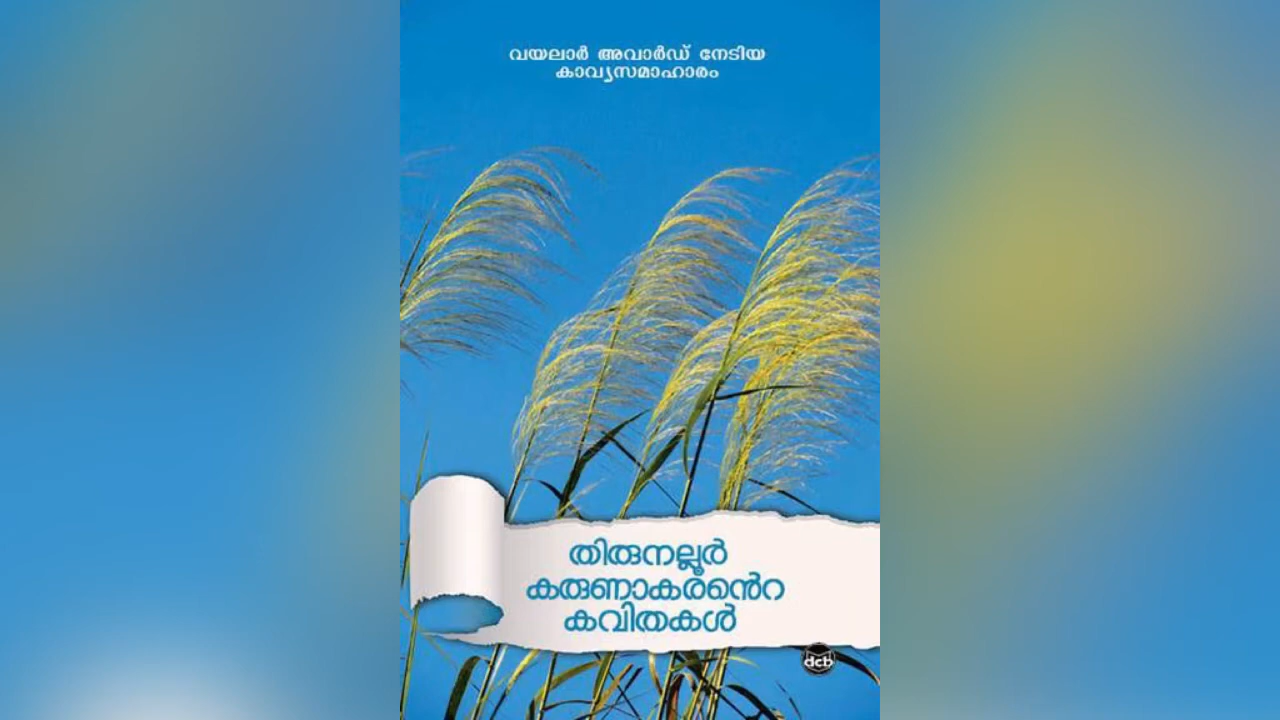 വയലാർ അവാർഡ് നേടിയ
കാവ്യസമാഹാരം
തിരുനല്ലൂർ
കരുണാകരൻെറ
കവിതകൾ
dcb